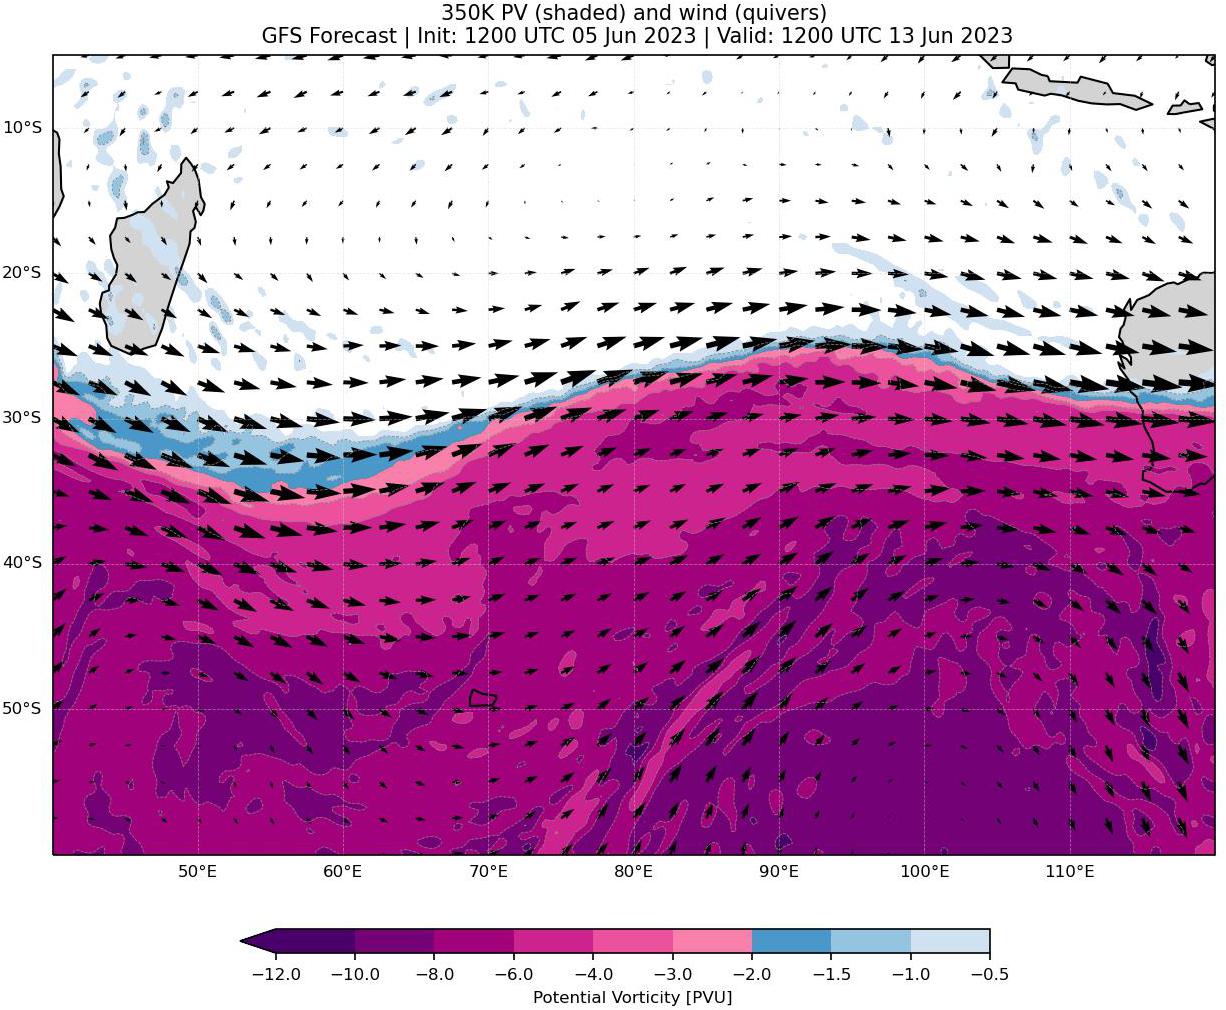 350K PV (shaded) and wind (quivers)
GFS Forecast | Init: 1200 UTC 05 Jun 2023 | Valid: 1200 UTC 13 Jun 2023
10°S
20°S
30°S
40°S
50°S
50°E 60°E 70°E 80°E 90°E 100°E 110°E
−12.0 −10.0 −8.0 −6.0 −4.0 −3.0 −2.0 −1.5 −1.0 −0.5
Potential Vorticity [PVU]